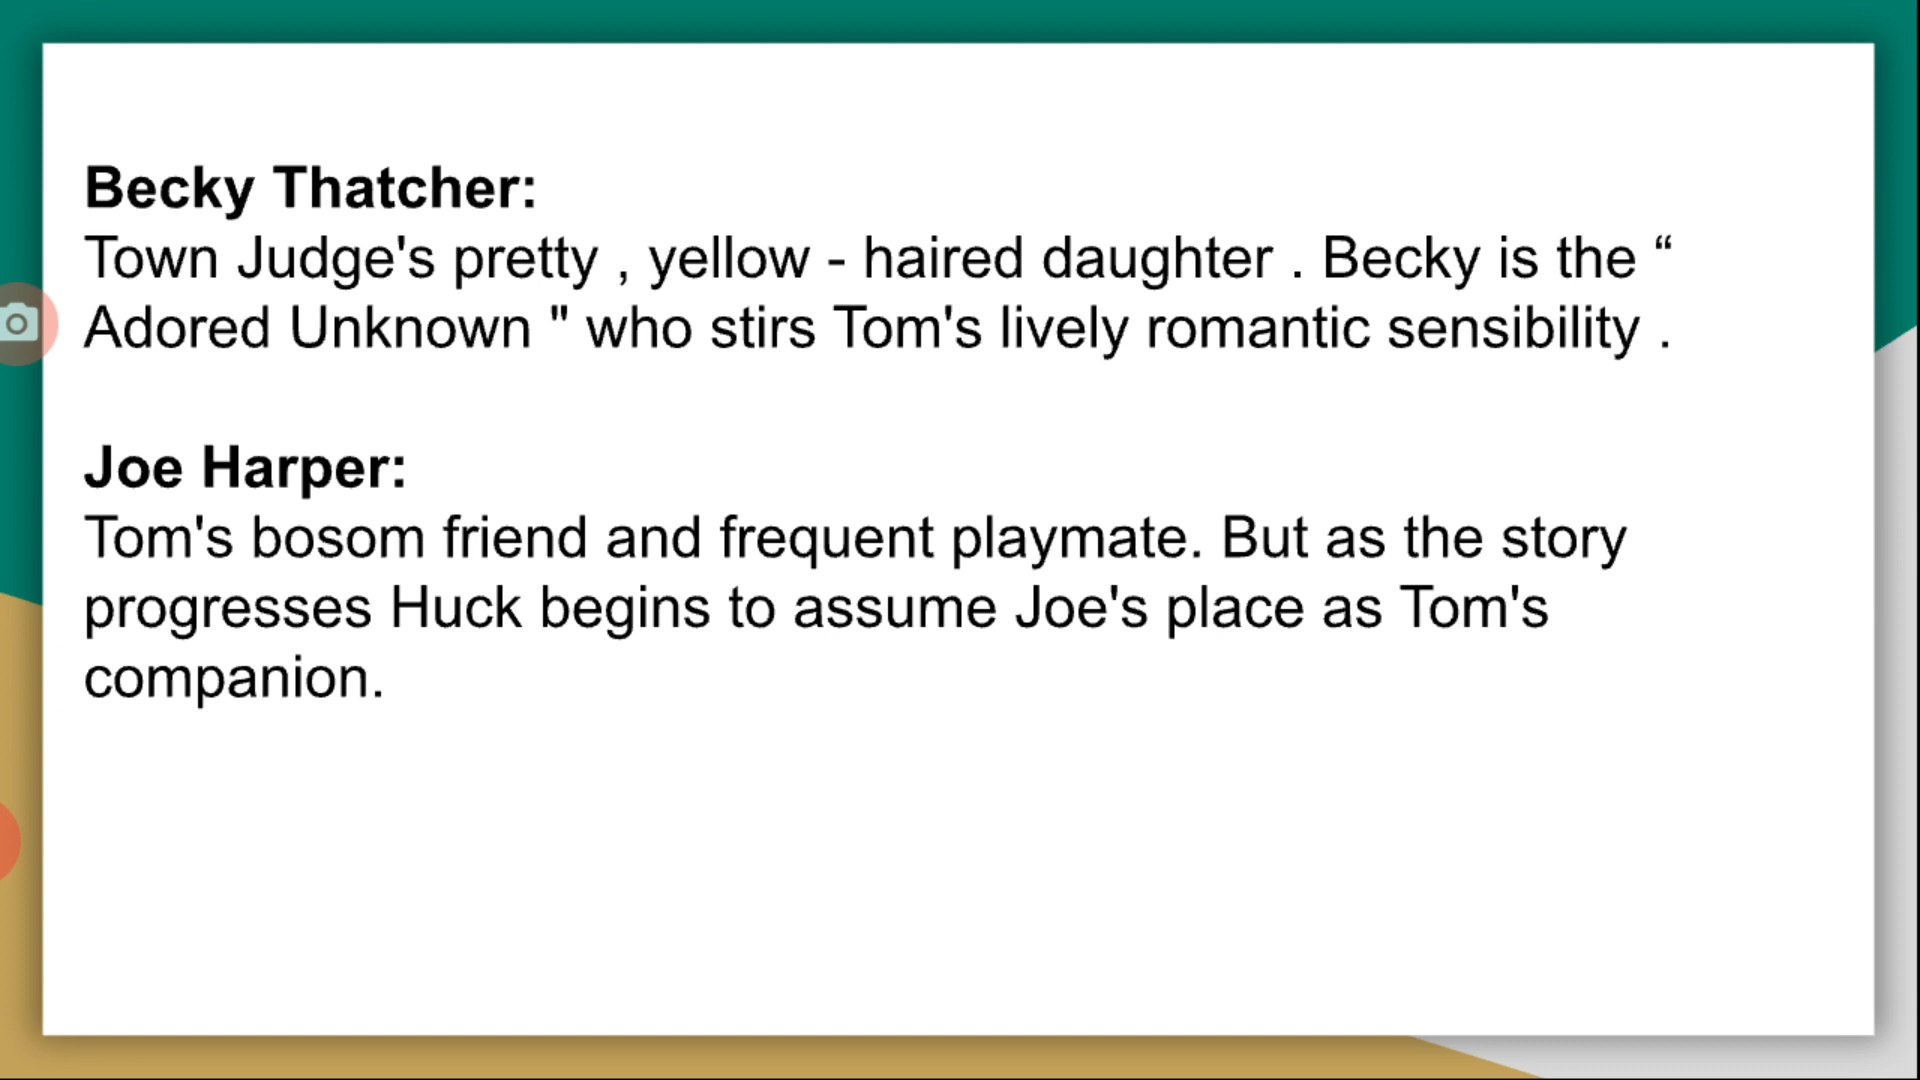 Becky Thatcher:
Town Judge's pretty , yellow - haired daughter . Becky is the “
Adored Unknown " who stirs Tom's lively romantic sensibility .
Joe Harper:
Tom's bosom friend and frequent playmate. But as the story
progresses Huck begins to assume Joe's place as Tom's
companion.